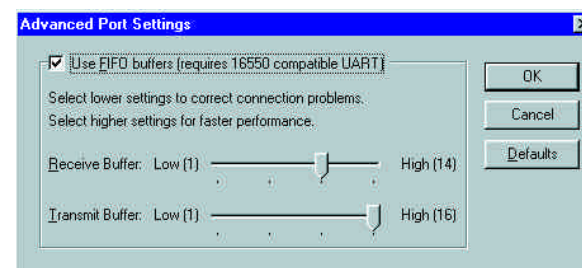 Advanced Port Settings
Use FIFO buffers (requires 16550 compatible UART)
Select lower settings to correct connection problems.
Select higher settings for faster performance.
Receive Buffer: Low (1) High (14)
Transmit Buffer: Low (1) High (16)
OK
Cancel
Defaults